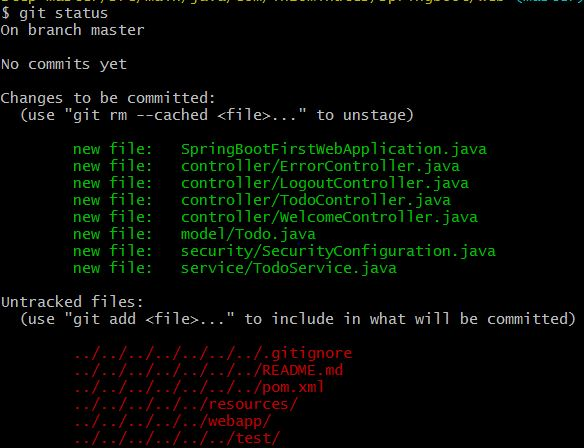 $ git status
On branch master
No commits yet
Changes to be committed:
(use "git rm --cached <file>..." to unstage)
new file: SpringBootFirstWebApplication.java
new file: controller/ErrorController.java
new file: controller/LogoutController.java
new file: controller/TodoController.java
new file: controller/WelcomeController.java
new file: model/Todo.java
new file: security/SecurityConfiguration.java
new file: service/TodoService.java
Untracked files:
(use "git add <file>..." to include in what will be committed)
../../../../../../../.gitignore
../../../../../../../README.md
../../../../../../../pom.xml
../../../../../resources/
../../../../../webapp/
../../../../../../test/